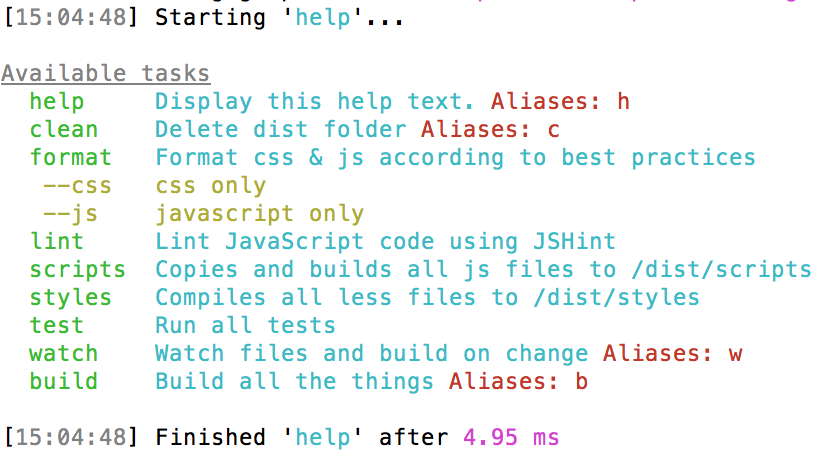 [15:04:48] Starting 'help'...
Available tasks
help Display this help text. Aliases: h
clean Delete dist folder Aliases: c
format Format css & js according to best practices
--css css only
--js javascript only
lint Lint JavaScript code using JSHint
scripts Copies and builds all js files to /dist/scripts
styles Compiles all less files to /dist/styles
test Run all tests
watch Watch files and build on change Aliases: w
build Build all the things Aliases: b
[15:04:48] Finished 'help' after 4.95 ms